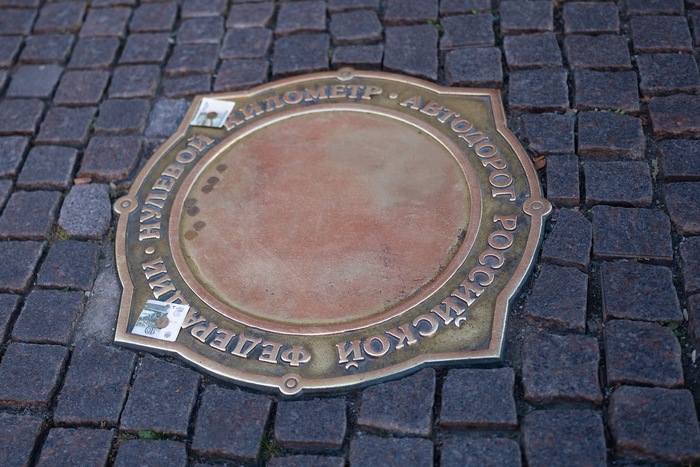 НУЛЕВОЙ КИЛОМЕТР · АВТОДОРОГ РОССИЙСКОЙ ФЕДЕРАЦИИ ·